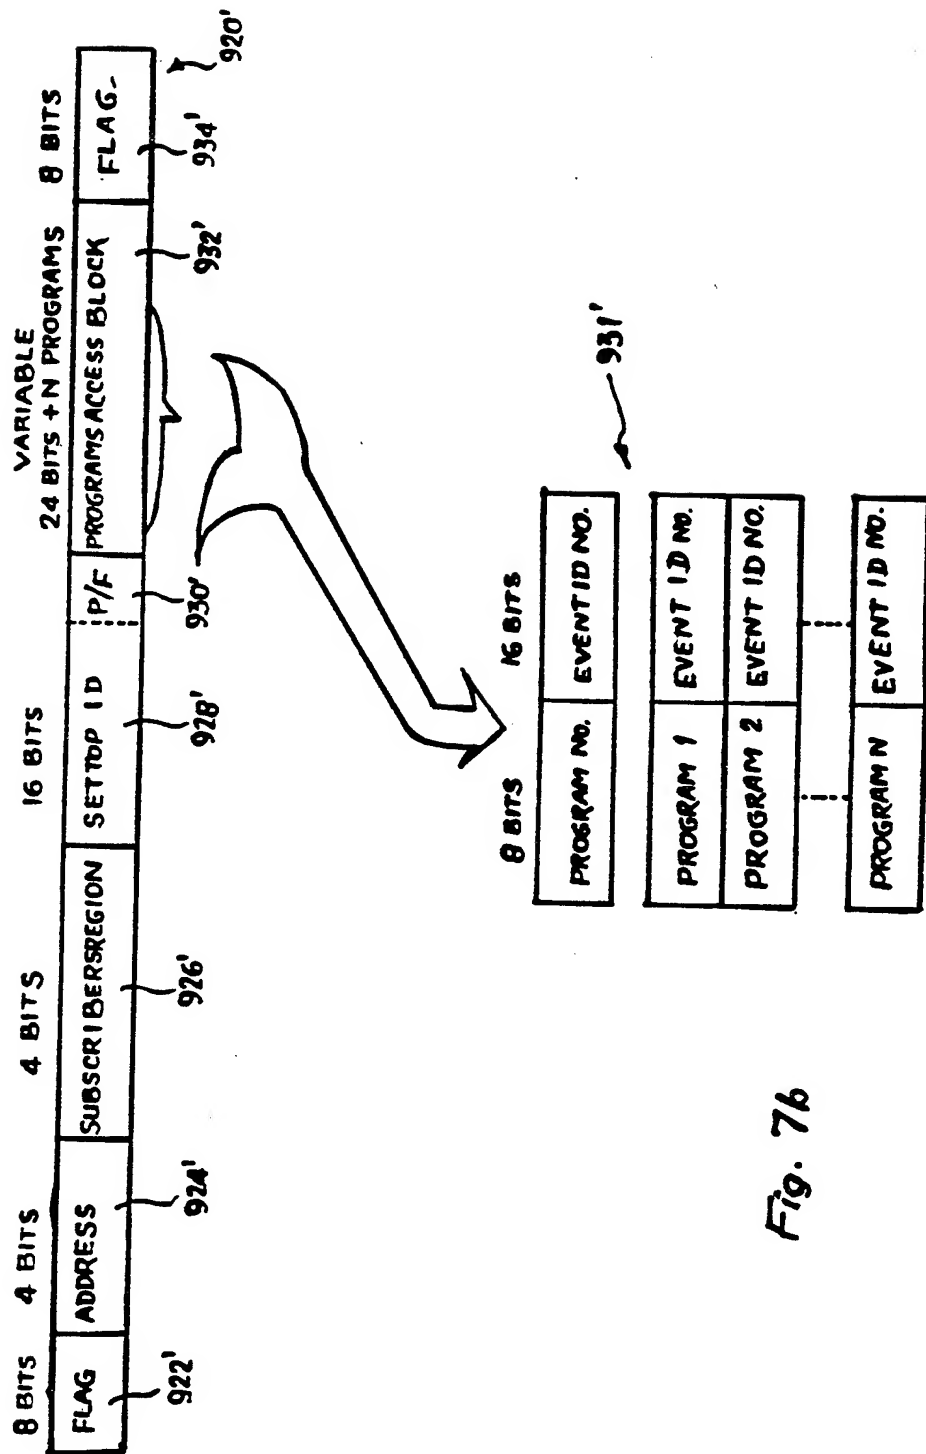 VARIABLE
8 BITS 4 BITS 4 BITS 16 BITS 24 BITS + N PROGRAMS 8 BITS
FLAG ADDRESS SUBSCRIBERSREGION SETTOP ID P/F PROGRAMS ACCESS BLOCK FLAG
922' 924' 926' 928' 930' 932' 934' 920'
8 BITS 16 BITS
PROGRAM NO. EVENT ID NO.
931'
PROGRAM 1 EVENT ID NO.
PROGRAM 2 EVENT ID NO.
PROGRAM N EVENT ID NO.
Fig. 7b